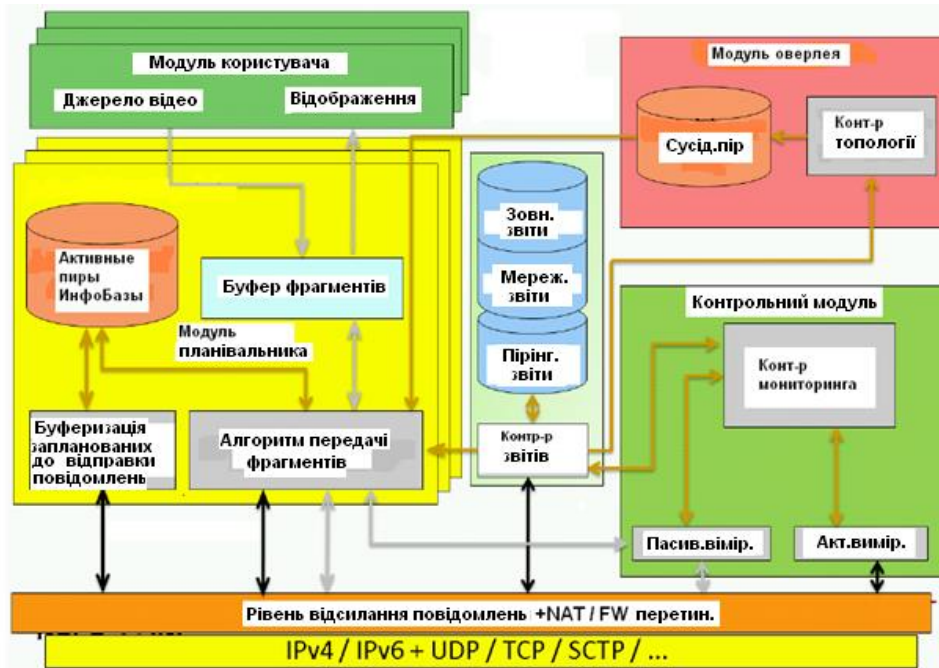 Модуль користувача
Джерело відео
Відображення
Модуль оверлея
Сусід.пір
Конт-р
топології
Зовн.
звіти
Мереж.
звіти
Пірінг.
звіти
Активные
пиры
ИнфоБазы
Буфер фрагментів
Модуль
планівальника
Контрольний модуль
Конт-р
мониторинга
Буферизація
запланованих
до відправки
повідомлень
Алгоритм передачі
фрагментів
Контр-р
звітів
Пасив.вімір.
Акт.вимір.
Рівень відсилання повідомлень +NAT / FW перетин.
IPv4 / IPv6 + UDP / TCP / SCTP / ...